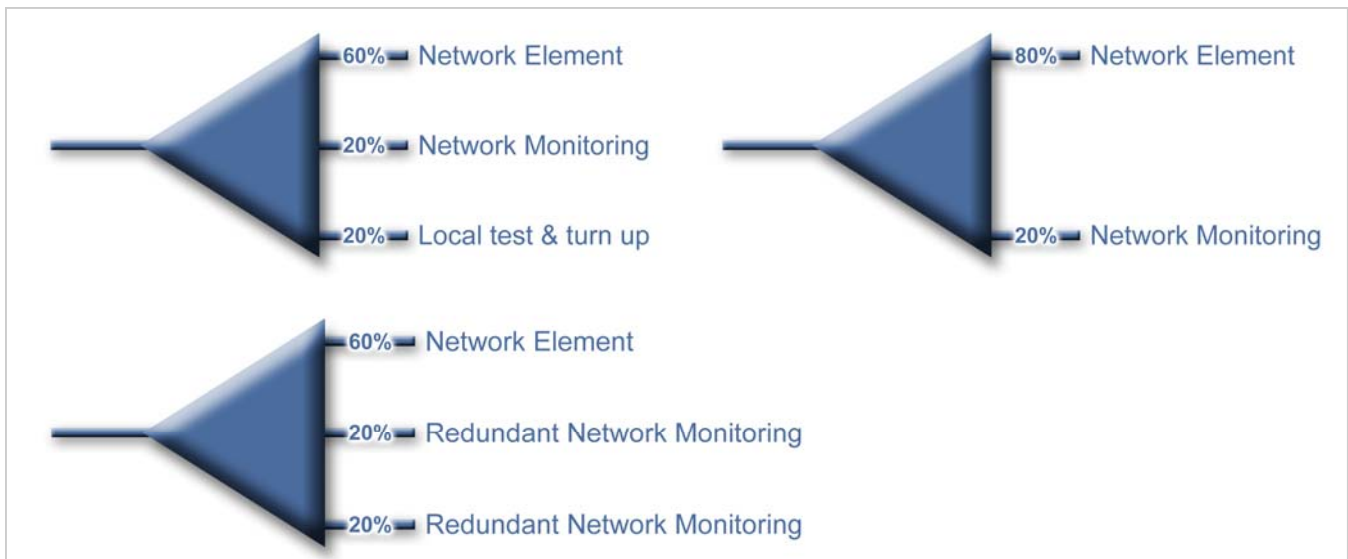 60% Network Element
20% Network Monitoring
20% Local test & turn up
80% Network Element
20% Network Monitoring
60% Network Element
20% Redundant Network Monitoring
20% Redundant Network Monitoring